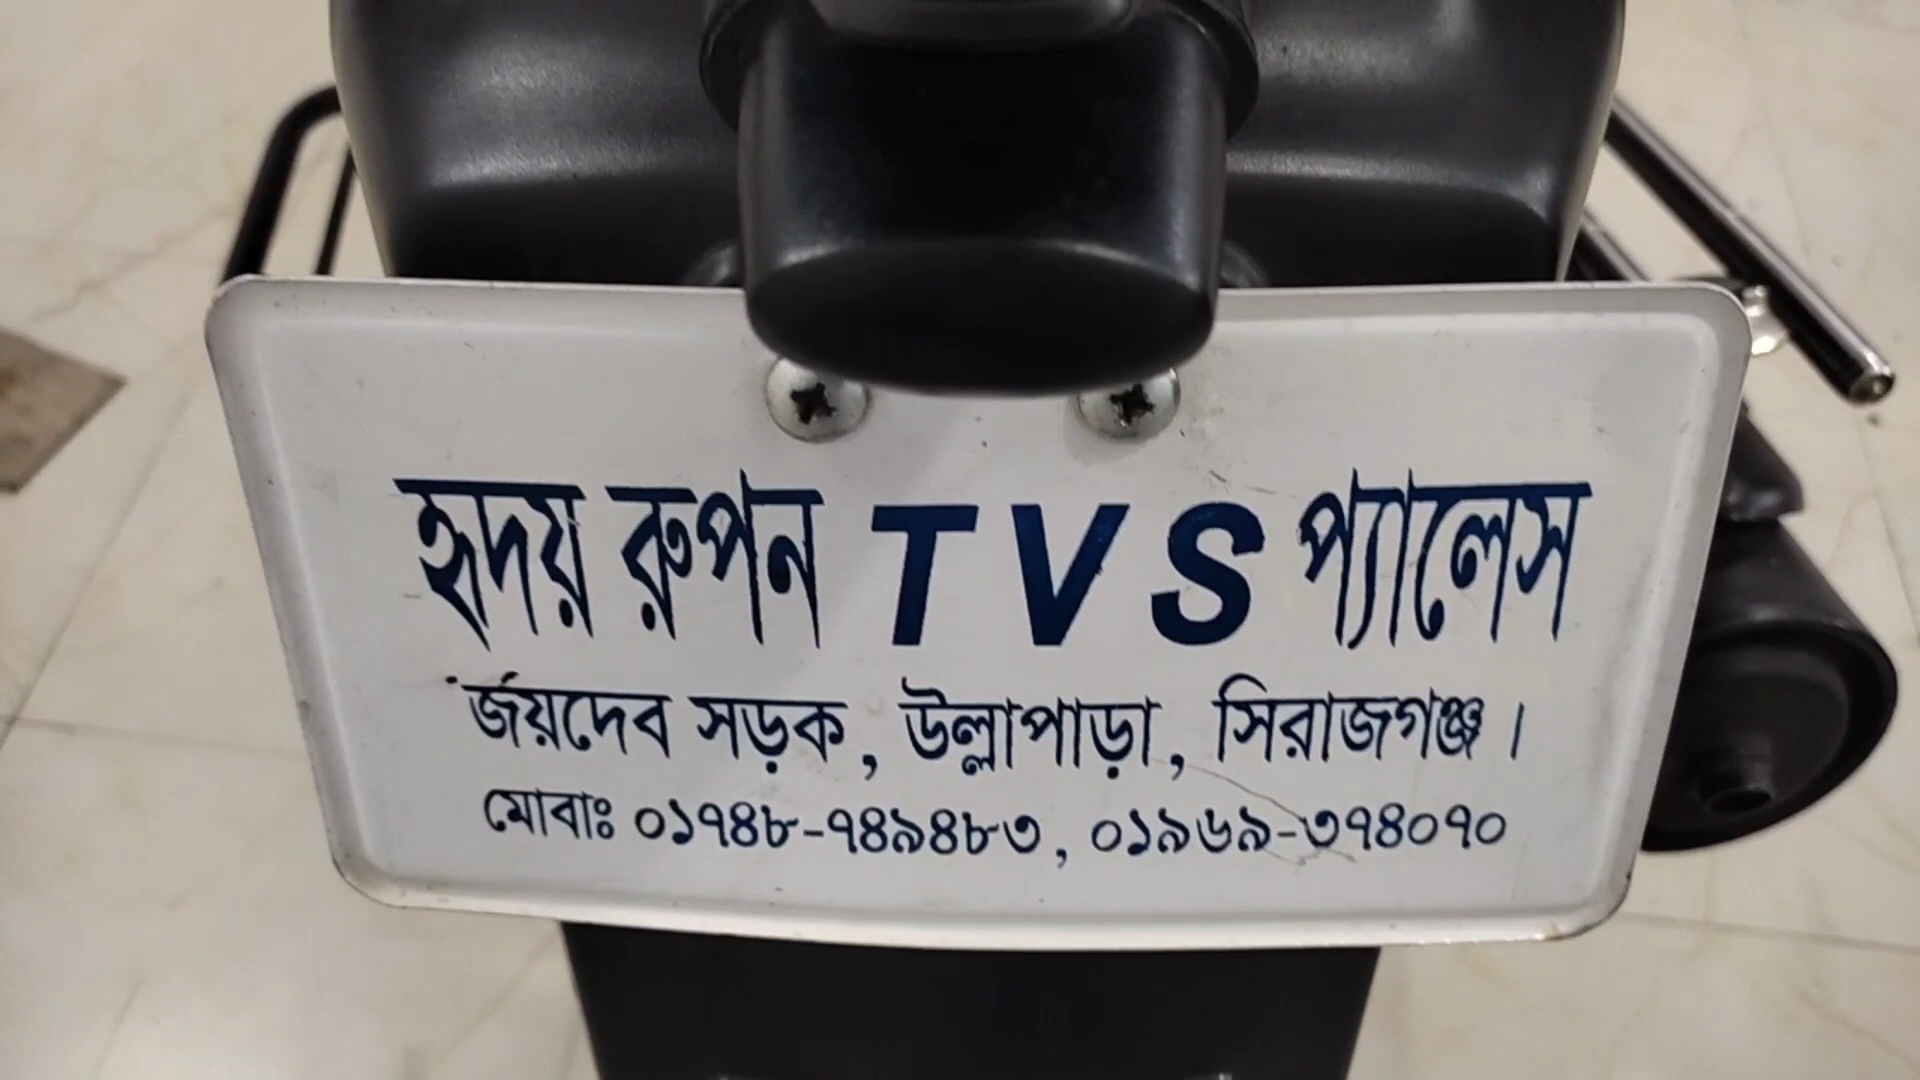 হৃদয় রুপন TVS প্যালেস
জয়দেব সড়ক, উল্লাপাড়া, সিরাজগঞ্জ।
মোবাঃ ০১৭৪৮-৭৪৯৪৮৩, ০১৯৬৯-৩৭৪০৭০